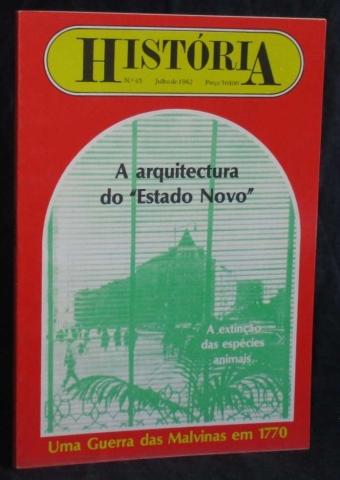 HISTÓRIA
N.º 45 Julho de 1982 Preço
A arquitectura
do "Estado Novo"
A extinção
das espécies
animais
Uma Guerra das Malvinas em 1770